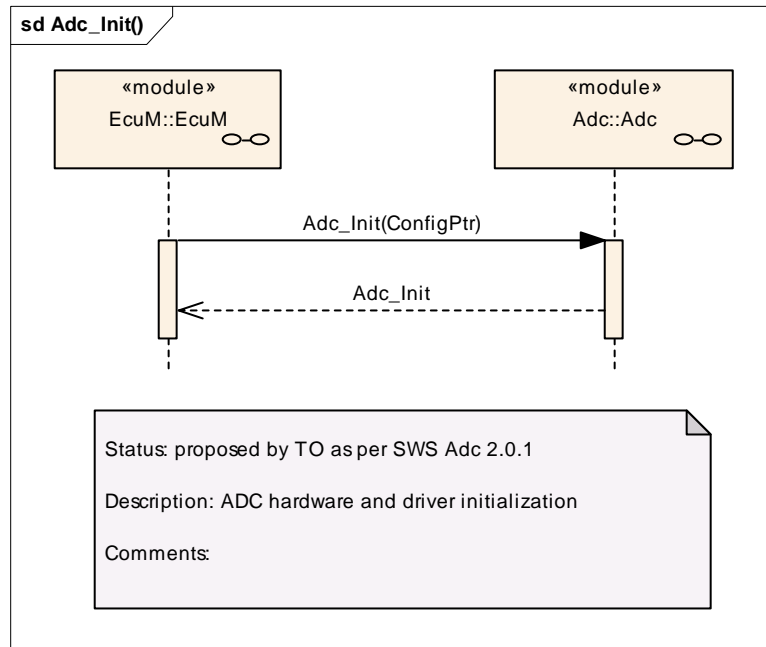 sd Adc_Init()
«module»
EcuM::EcuM
«module»
Adc::Adc
Adc_Init(ConfigPtr)
Adc_Init
Status: proposed by TO as per SWS Adc 2.0.1
Description: ADC hardware and driver initialization
Comments: